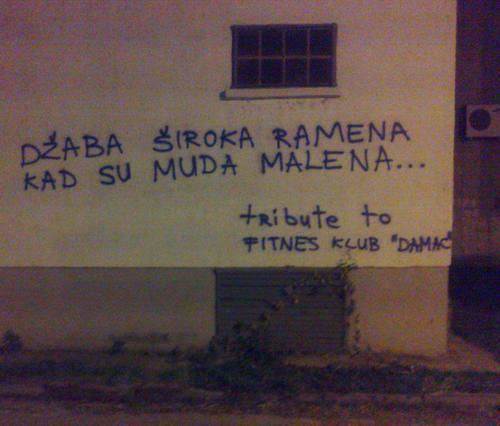 DŽABA ŠIROKA RAMENA
KAD SU MUDA MALENA...
tribute to
FITNES KLUB "DAMAC"